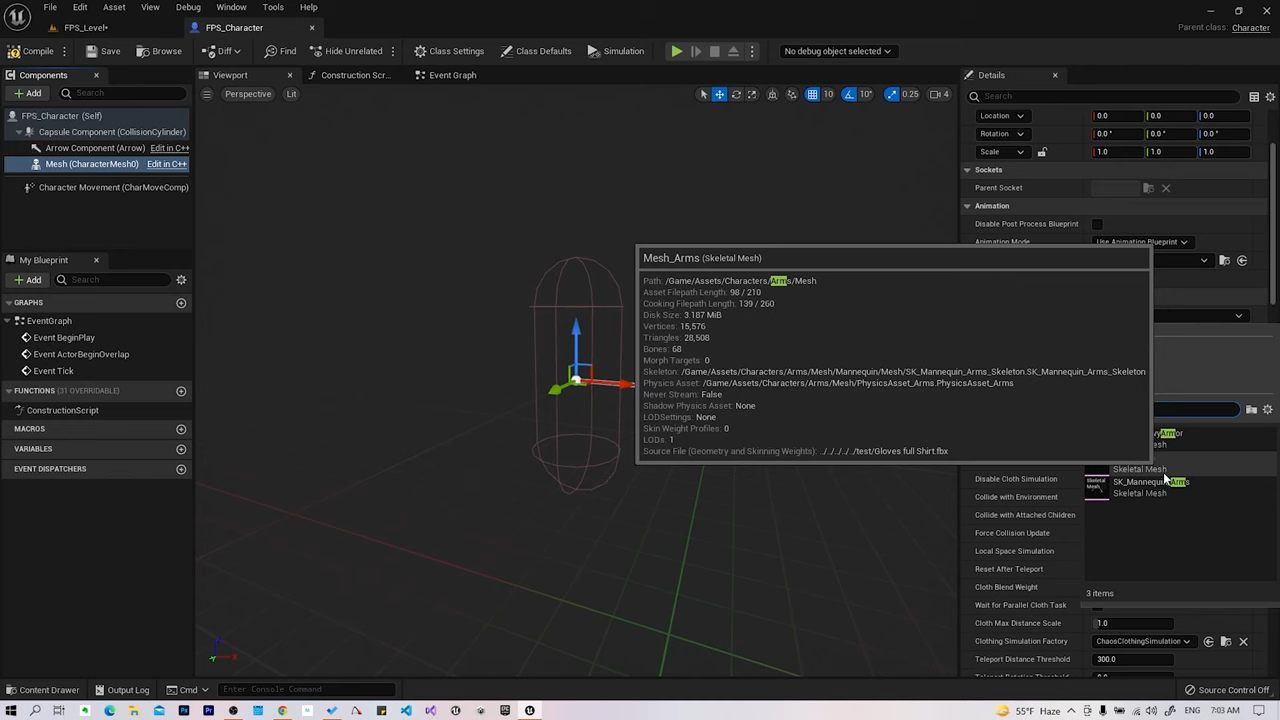 File Edit Asset View Debug Window Tools Help
FPS_Level•
FPS_Character
Parent class: Character
Compile
Save
Browse
Diff
Find
Hide Unrelated
Class Settings
Class Defaults
Simulation
No debug object selected
Components
Viewport
Construction Scr...
Event Graph
Details
Add
Search
Perspective
Lit
10
10°
0.25
4
Search
FPS_Character (Self)
Capsule Component (CollisionCylinder)
Arrow Component (Arrow) Edit in C++
Mesh (CharacterMesh0) Edit in C++
Character Movement (CharMoveComp)
Location 0.0 0.0 0.0
Rotation 0.0° 0.0° 0.0°
Scale 1.0 1.0 1.0
Sockets
Parent Socket
Animation
Disable Post Process Blueprint
Animation Mode Use Animation Blueprint
My Blueprint
Add
Search
GRAPHS
EventGraph
Event BeginPlay
Event ActorBeginOverlap
Event Tick
FUNCTIONS (31 OVERRIDABLE)
ConstructionScript
MACROS
VARIABLES
EVENT DISPATCHERS
Mesh_Arms (Skeletal Mesh)
Path: /Game/Assets/Characters/Arms/Mesh
Asset Filepath Length: 98 / 210
Cooking Filepath Length: 139 / 260
Disk Size: 3.187 MiB
Vertices: 15,576
Triangles: 28,508
Bones: 68
Morph Targets: 0
Skeleton: /Game/Assets/Characters/Arms/Mesh/Mannequin/Mesh/SK_Mannequin_Arms_Skeleton.SK_Mannequin_Arms_Skeleton
Physics Asset: /Game/Assets/Characters/Arms/Mesh/PhysicsAsset_Arms.PhysicsAsset_Arms
Never Stream: False
Shadow Physics Asset: None
LODSettings: None
Skin Weight Profiles: 0
LODs: 1
Source File (Geometry and Skinning Weights): ../../../../../test/Gloves full Shirt.fbx
Skeletal Mesh
SK_Mannequin_Arms
Skeletal Mesh
3 items
Disable Cloth Simulation
Collide with Environment
Collide with Attached Children
Force Collision Update
Local Space Simulation
Reset After Teleport
Cloth Blend Weight
Wait for Parallel Cloth Task
Cloth Max Distance Scale 1.0
Clothing Simulation Factory ChaosClothingSimulation
Teleport Distance Threshold 300.0
Content Drawer
Output Log
Cmd
Enter Console Command
Source Control Off
55°F Haze
ENG
7:03 AM